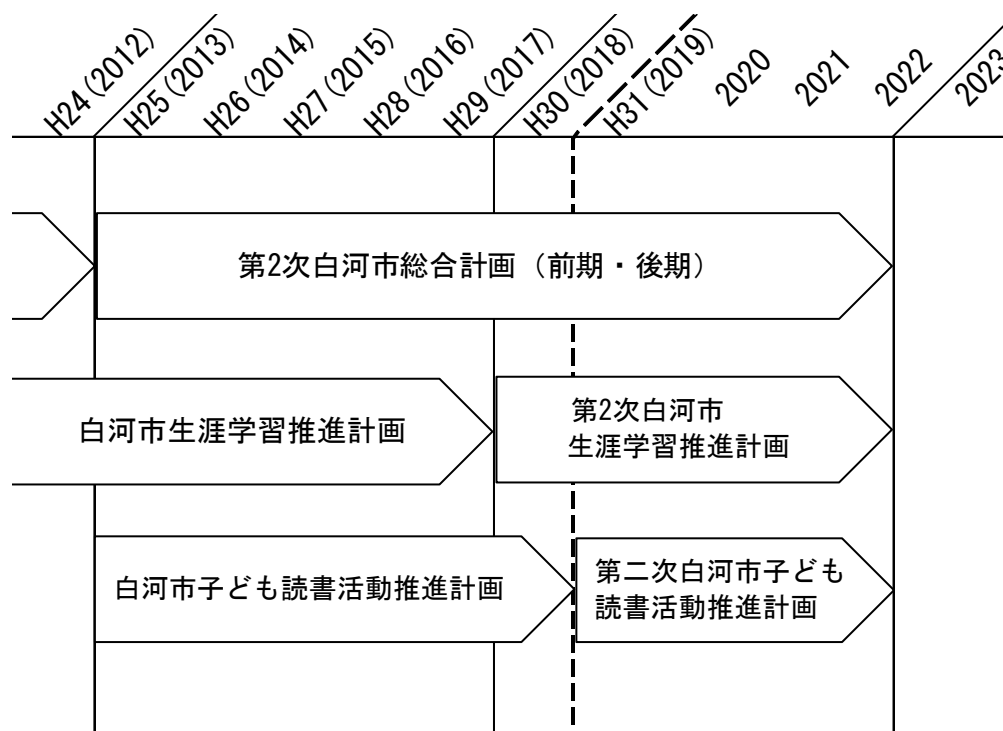 H24(2012)
H25(2013)
H26(2014)
H27(2015)
H28(2016)
H29(2017)
H30(2018)
H31(2019)
2020
2021
2022
2023
第2次白河市総合計画（前期・後期）
白河市生涯学習推進計画
第2次白河市
生涯学習推進計画
白河市子ども読書活動推進計画
第二次白河市子ども
読書活動推進計画